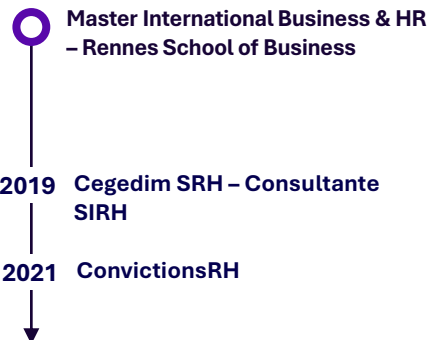 Master International Business & HR
– Rennes School of Business
2019 Cegedim SRH – Consultante
SIRH
2021 ConvictionsRH